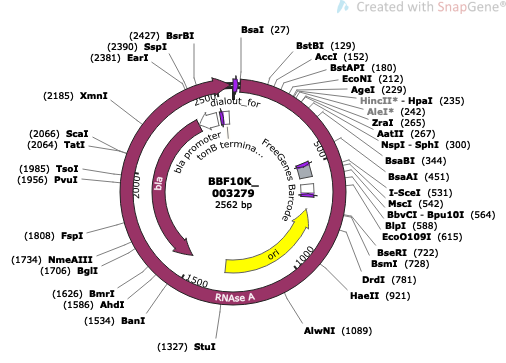 Created with SnapGene®
BsaI (27)
BstBI (129)
AccI (152)
BstAPI (180)
EcoNI (212)
AgeI (229)
HincII* - HpaI (235)
AleI* (242)
ZraI (265)
AatII (267)
NspI - SphI (300)
BsaBI (344)
BsaAI (451)
I-SceI (531)
MscI (542)
BbvCI - Bpu10I (564)
BlpI (588)
EcoO109I (615)
BseRI (722)
BsmI (728)
DrdI (781)
HaeII (921)
AlwNI (1089)
(1327) StuI
(1534) BanI
(1586) AhdI
(1626) BmrI
(1706) BglI
(1734) NmeAIII
(1808) FspI
(1956) PvuI
(1985) TsoI
(2064) TatI
(2066) ScaI
(2185) XmnI
(2381) EarI
(2390) SspI
(2427) BsrBI
2500
dialout_for
bla promoter
tonB termina...
FreeGenes Barcode
500
BBF10K_
003279
2562 bp
bla
2000
ori
1000
1500
RNAse A